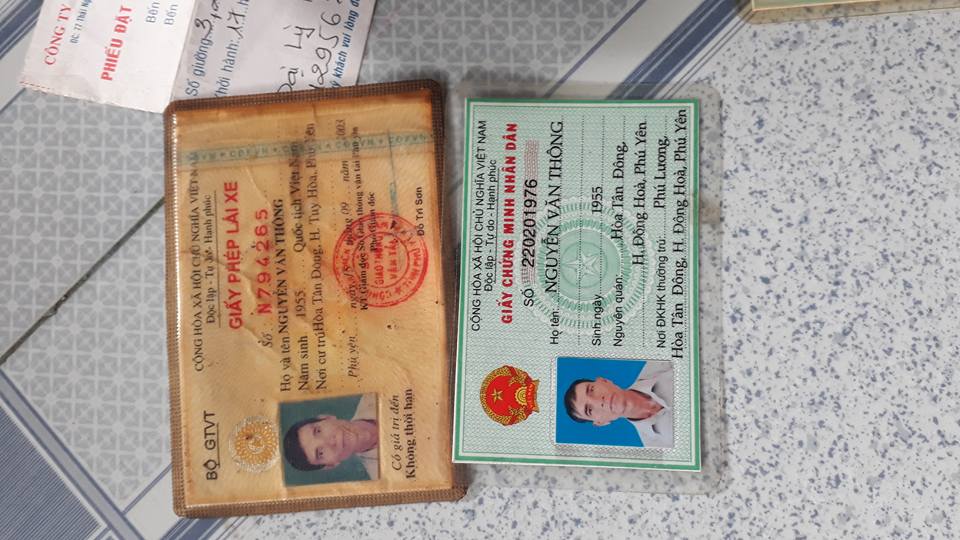 CÔNG TY
ĐC: 77 Thái Ng
PHIẾU ĐẶT
Bến
Bến
Số giường:
hởi hành:
Đại Lý
khách vui lòng
CỘNG HÒA XÃ HỘI CHỦ NGHĨA VIỆT NAM
Độc lập - Tự do - Hạnh phúc
BỘ GTVT
GIẤY PHÉP LÁI XE
Số N794265
Họ và tên NGUYỄN VĂN THÔNG
Năm sinh 1955 Quốc tịch Việt Nam
Nơi cư trú Hòa Tân Đông, H. Tuy Hòa, Phú Yên
Phú yên, ngày tháng 09 năm 2003
KT Giám đốc Sở Giao thông vận tải
Phó Giám đốc
Có giá trị đến
Không thời hạn
Đỗ Trí Sơn
CỘNG HÒA XÃ HỘI CHỦ NGHĨA VIỆT NAM
Độc lập - Tự do - Hạnh phúc
GIẤY CHỨNG MINH NHÂN DÂN
SỐ 220201976
Họ tên: NGUYỄN VĂN THÔNG
Sinh ngày 1955
Nguyên quán: Hòa Tân Đông,
H. Đông Hoà, Phú Yên
Nơi ĐKHK thường trú: Phú Lương,
Hòa Tân Đông, H. Đông Hoà, Phú Yên